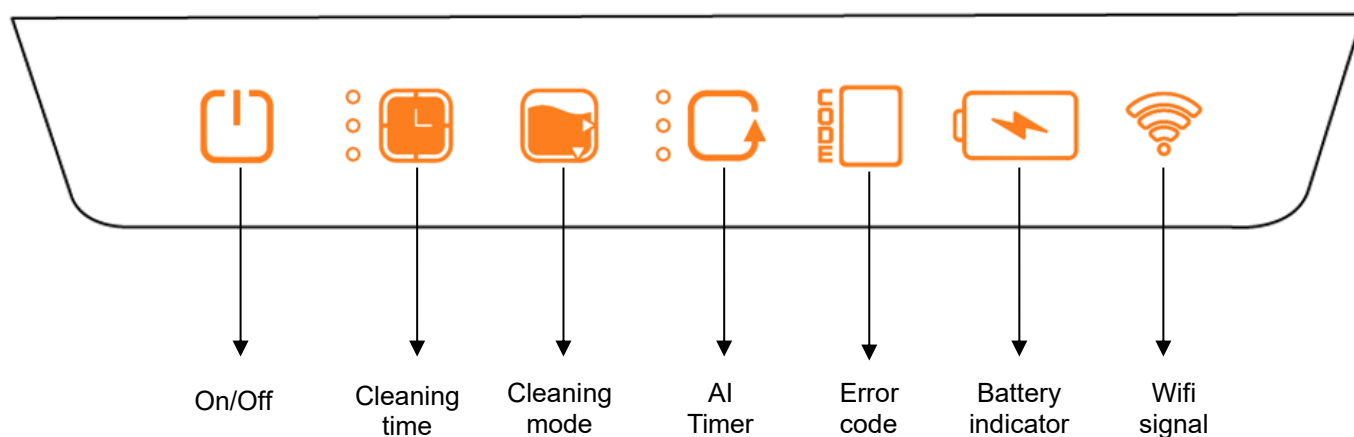 CODE
On/Off
Cleaning
time
Cleaning
mode
AI
Timer
Error
code
Battery
indicator
Wifi
signal